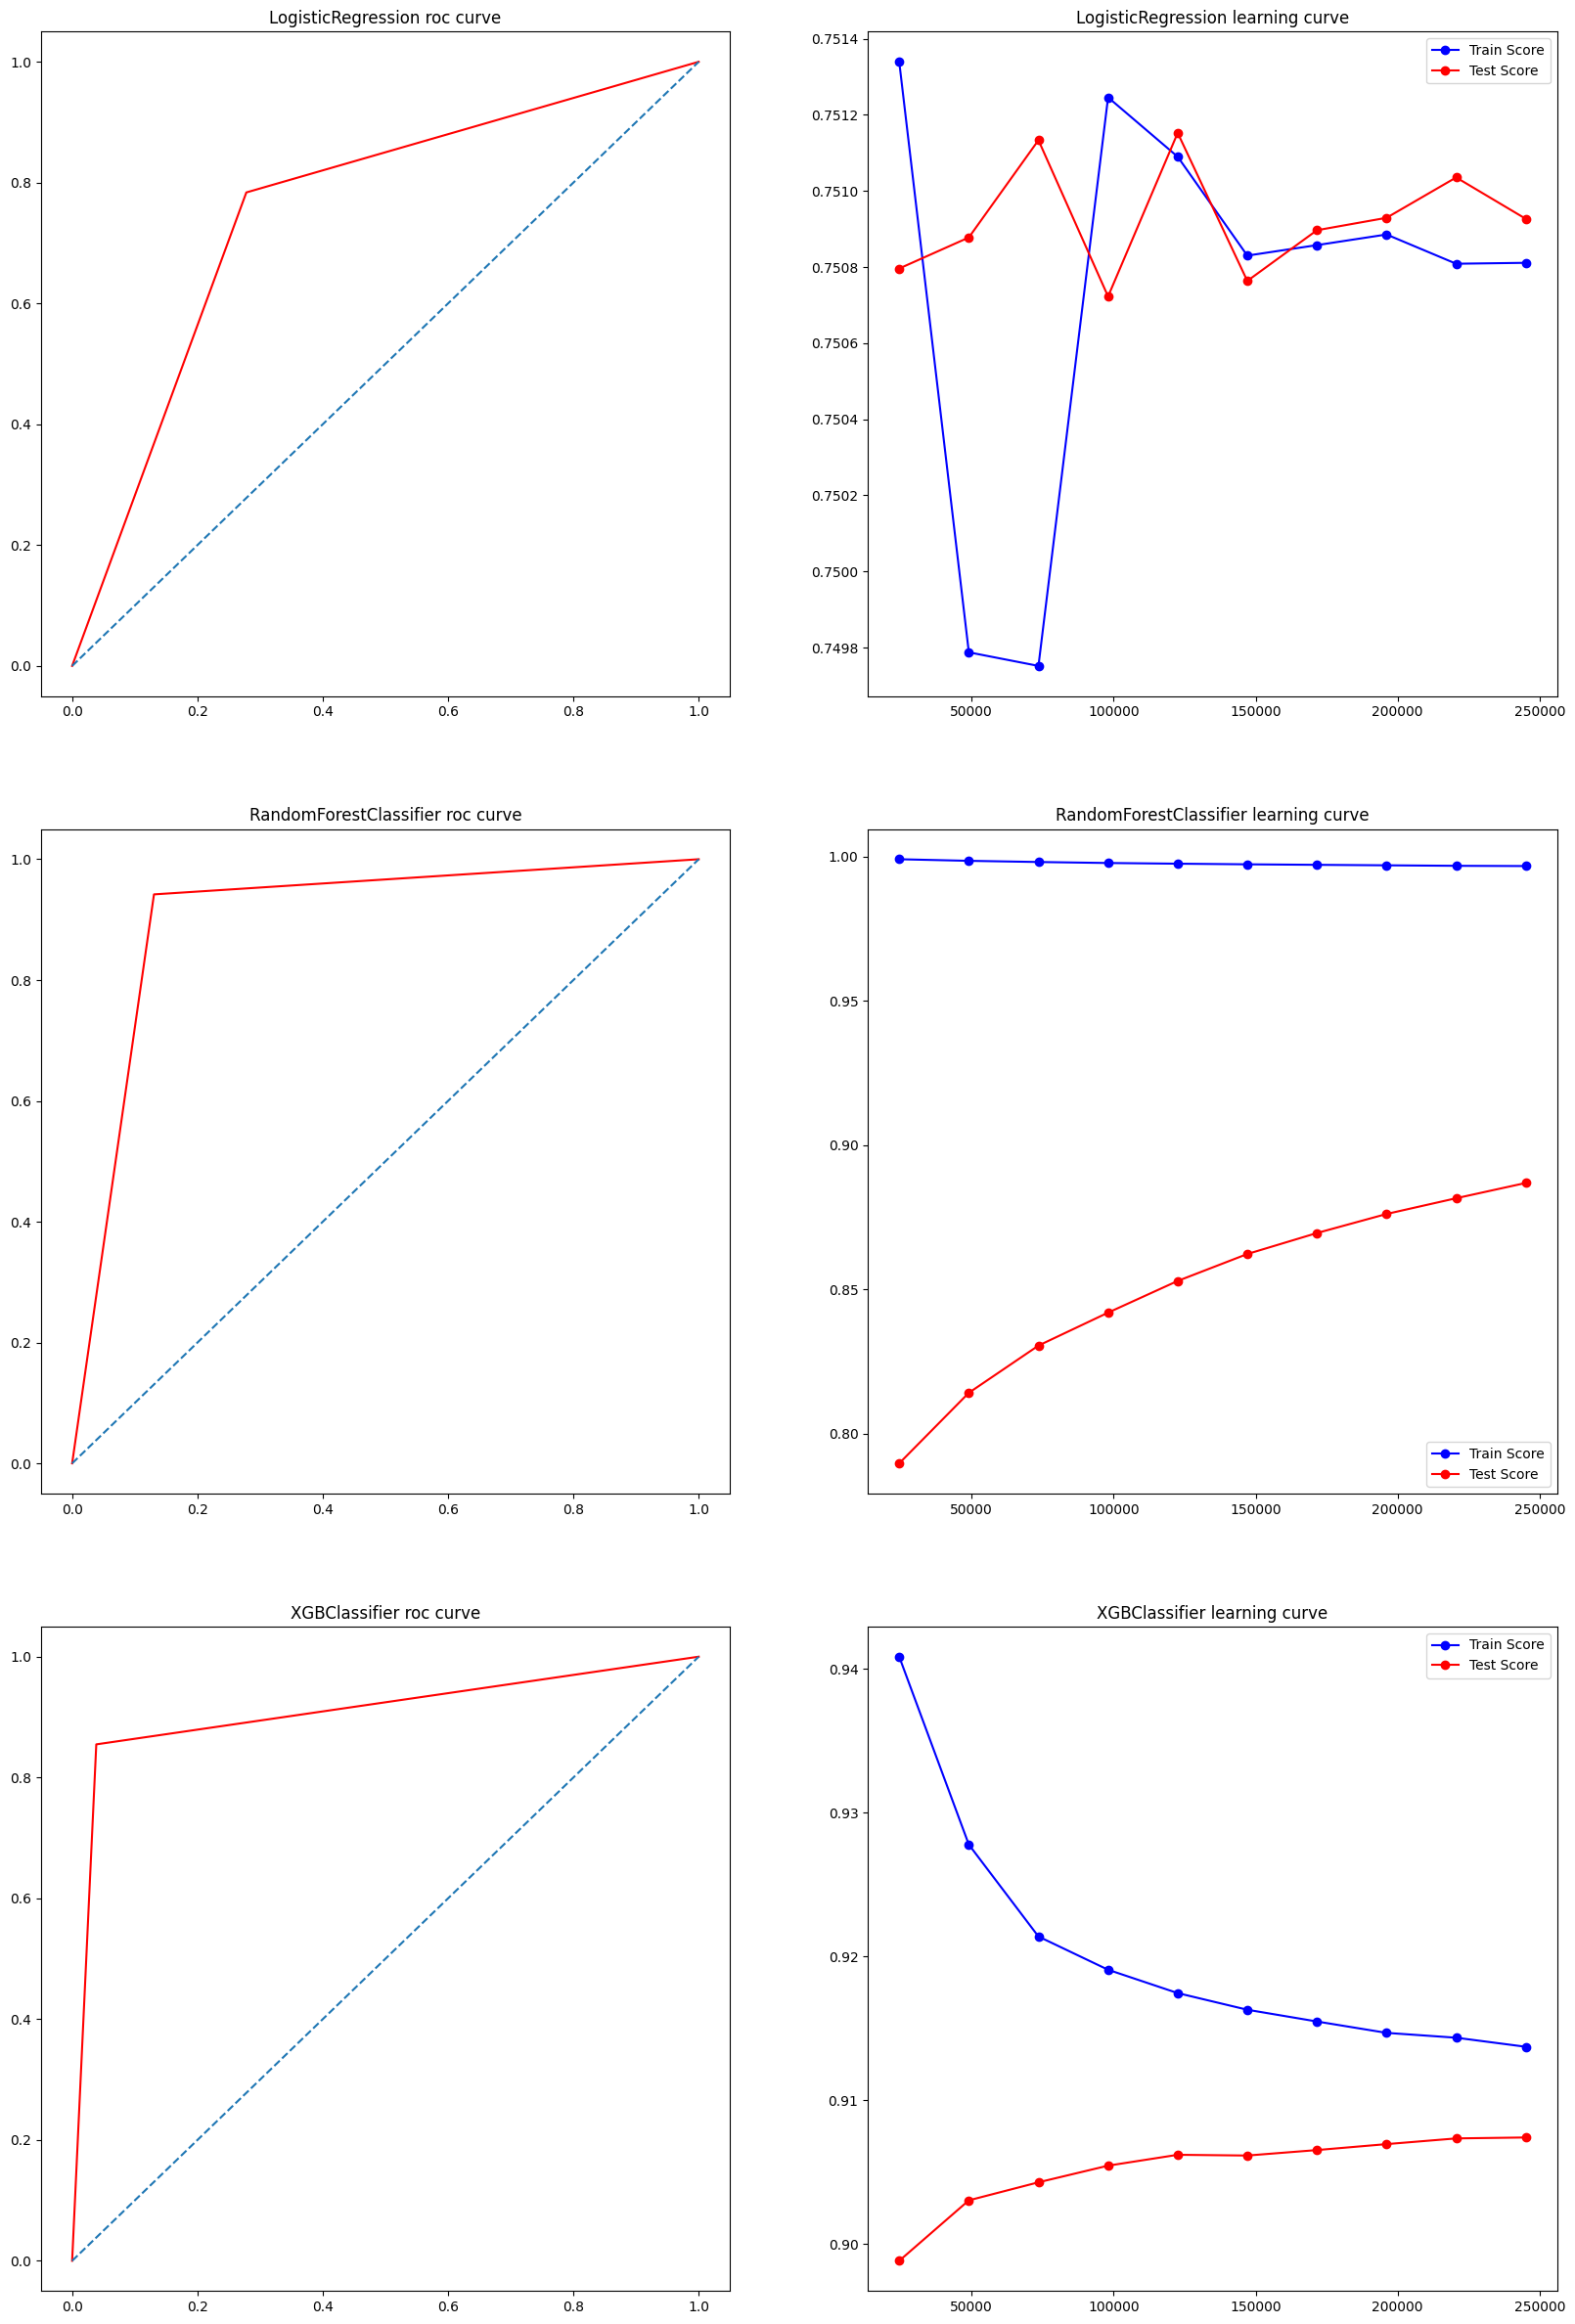 LogisticRegression roc curve
1.0
0.8
0.6
0.4
0.2
0.0
0.0 0.2 0.4 0.6 0.8 1.0
LogisticRegression learning curve
Train Score
Test Score
0.7514
0.7512
0.7510
0.7508
0.7506
0.7504
0.7502
0.7500
0.7498
50000 100000 150000 200000 250000
RandomForestClassifier roc curve
1.0
0.8
0.6
0.4
0.2
0.0
0.0 0.2 0.4 0.6 0.8 1.0
RandomForestClassifier learning curve
1.00
0.95
0.90
0.85
0.80
Train Score
Test Score
50000 100000 150000 200000 250000
XGBClassifier roc curve
1.0
0.8
0.6
0.4
0.2
0.0
0.0 0.2 0.4 0.6 0.8 1.0
XGBClassifier learning curve
Train Score
Test Score
0.94
0.93
0.92
0.91
0.90
50000 100000 150000 200000 250000